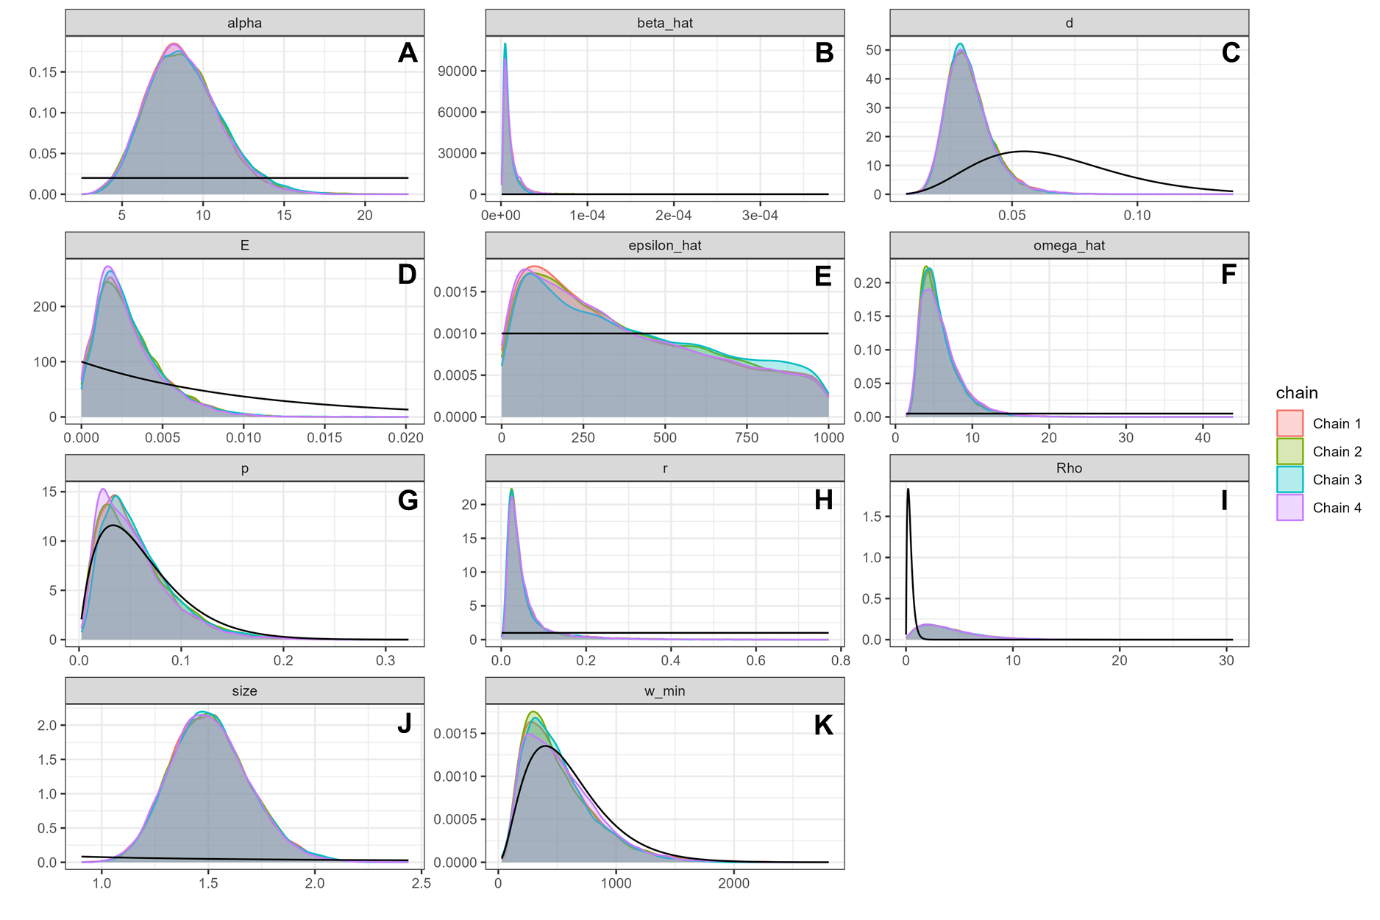 alpha
A
0.15
0.10
0.05
0.00
5
10
15
20
beta_hat
B
90000
60000
30000
0
0e+00
1e-04
2e-04
3e-04
d
C
50
40
30
20
10
0
0.05
0.10
E
D
200
100
0
0.000
0.005
0.010
0.015
0.020
epsilon_hat
E
0.0015
0.0010
0.0005
0.0000
0
250
500
750
1000
omega_hat
F
0.20
0.15
0.10
0.05
0.00
0
10
20
30
40
p
G
15
10
5
0
0.0
0.1
0.2
0.3
r
H
20
15
10
5
0
0.0
0.2
0.4
0.6
0.8
Rho
I
1.5
1.0
0.5
0.0
0
10
20
30
size
J
2.0
1.5
1.0
0.5
0.0
1.0
1.5
2.0
2.5
w_min
K
0.0015
0.0010
0.0005
0.0000
0
1000
2000
chain
Chain 1
Chain 2
Chain 3
Chain 4